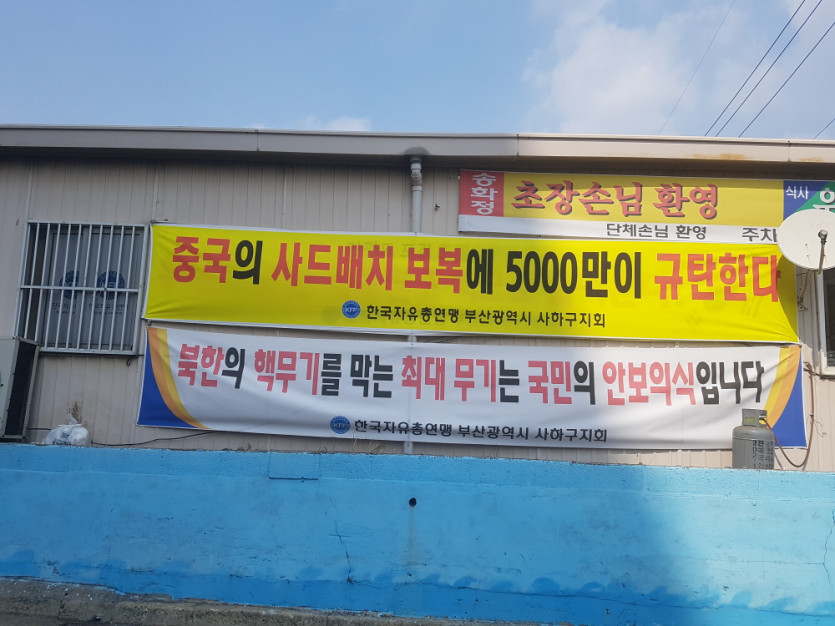 송학정
초장손님 환영
식사
단체손님 환영 주차
중국의 사드배치 보복에 5000만이 규탄한다
KFF 한국자유총연맹 부산광역시 사하구지회
북한의 핵무기를 막는 최대 무기는 국민의 안보의식입니다
KFF 한국자유총연맹 부산광역시 사하구지회